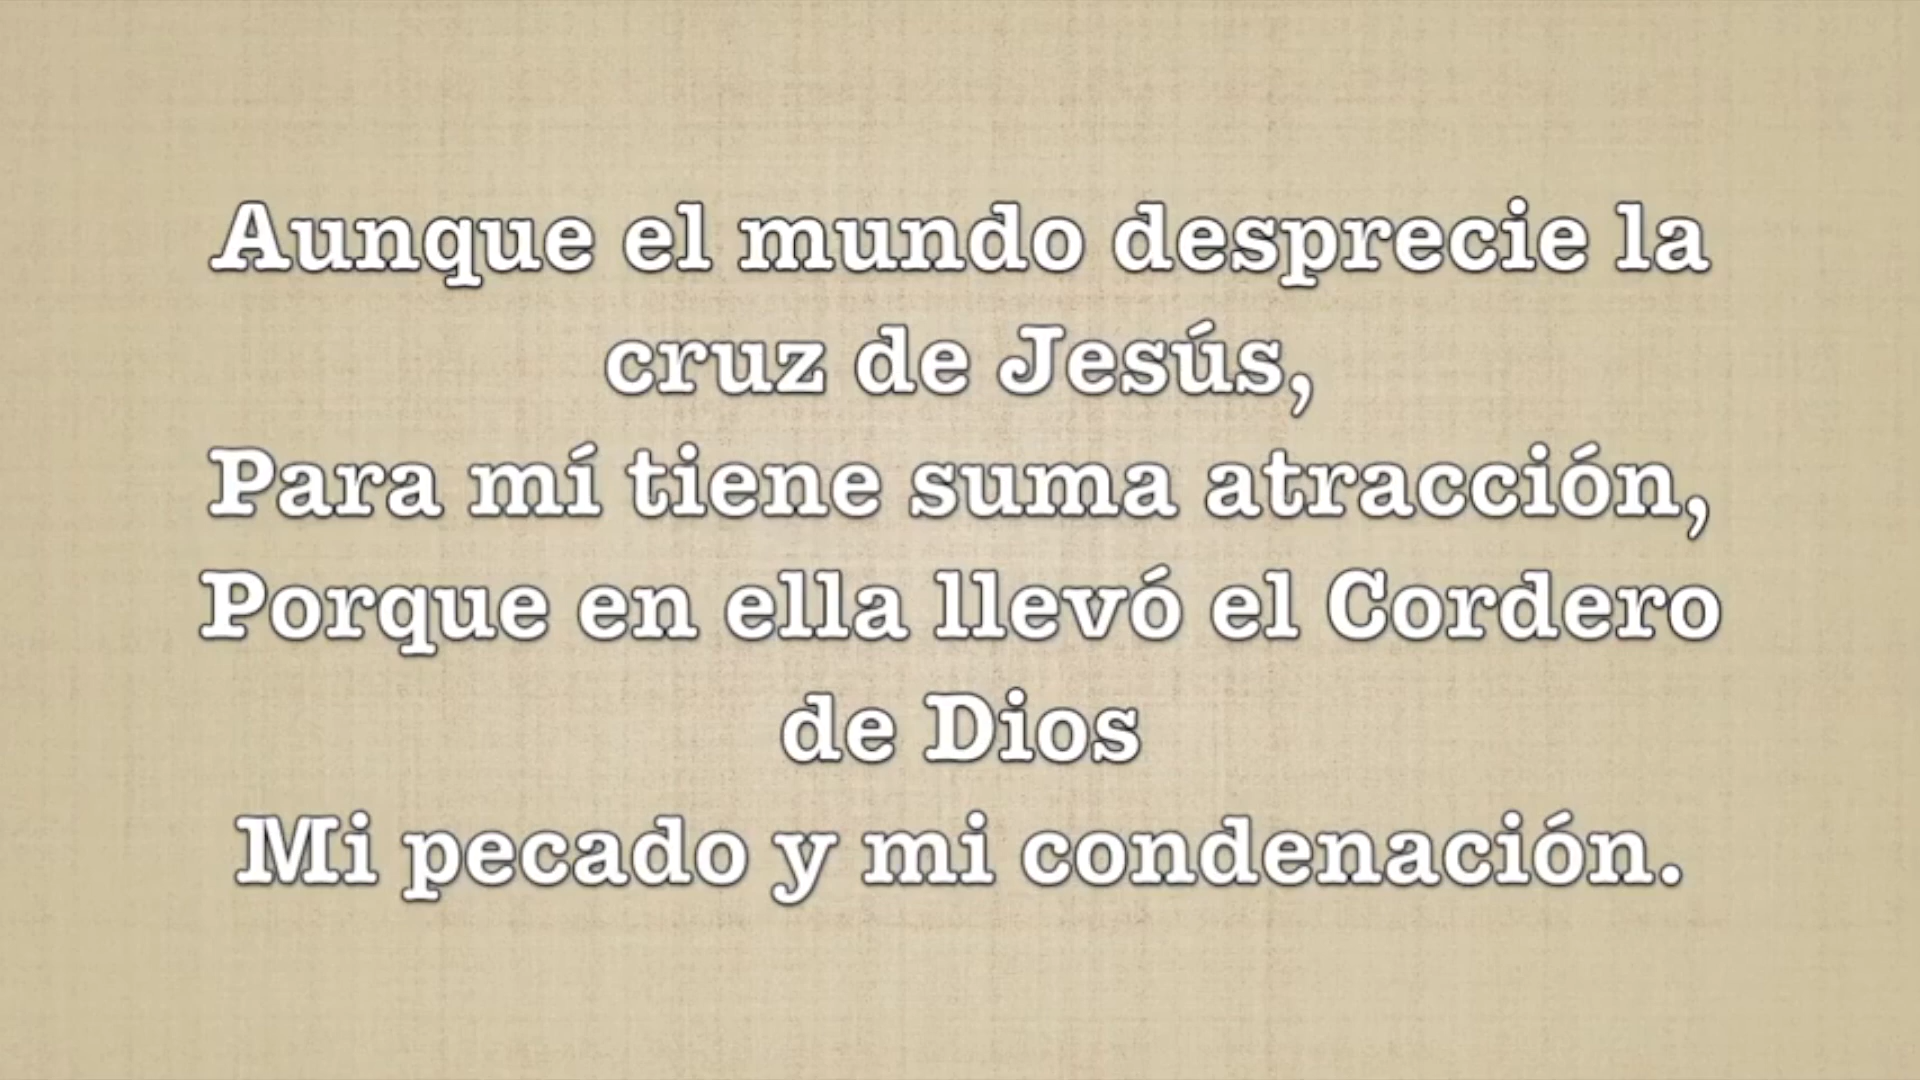 Aunque el mundo desprecie la
cruz de Jesús,
Para mí tiene suma atracción,
Porque en ella llevó el Cordero
de Dios
Mi pecado y mi condenación.